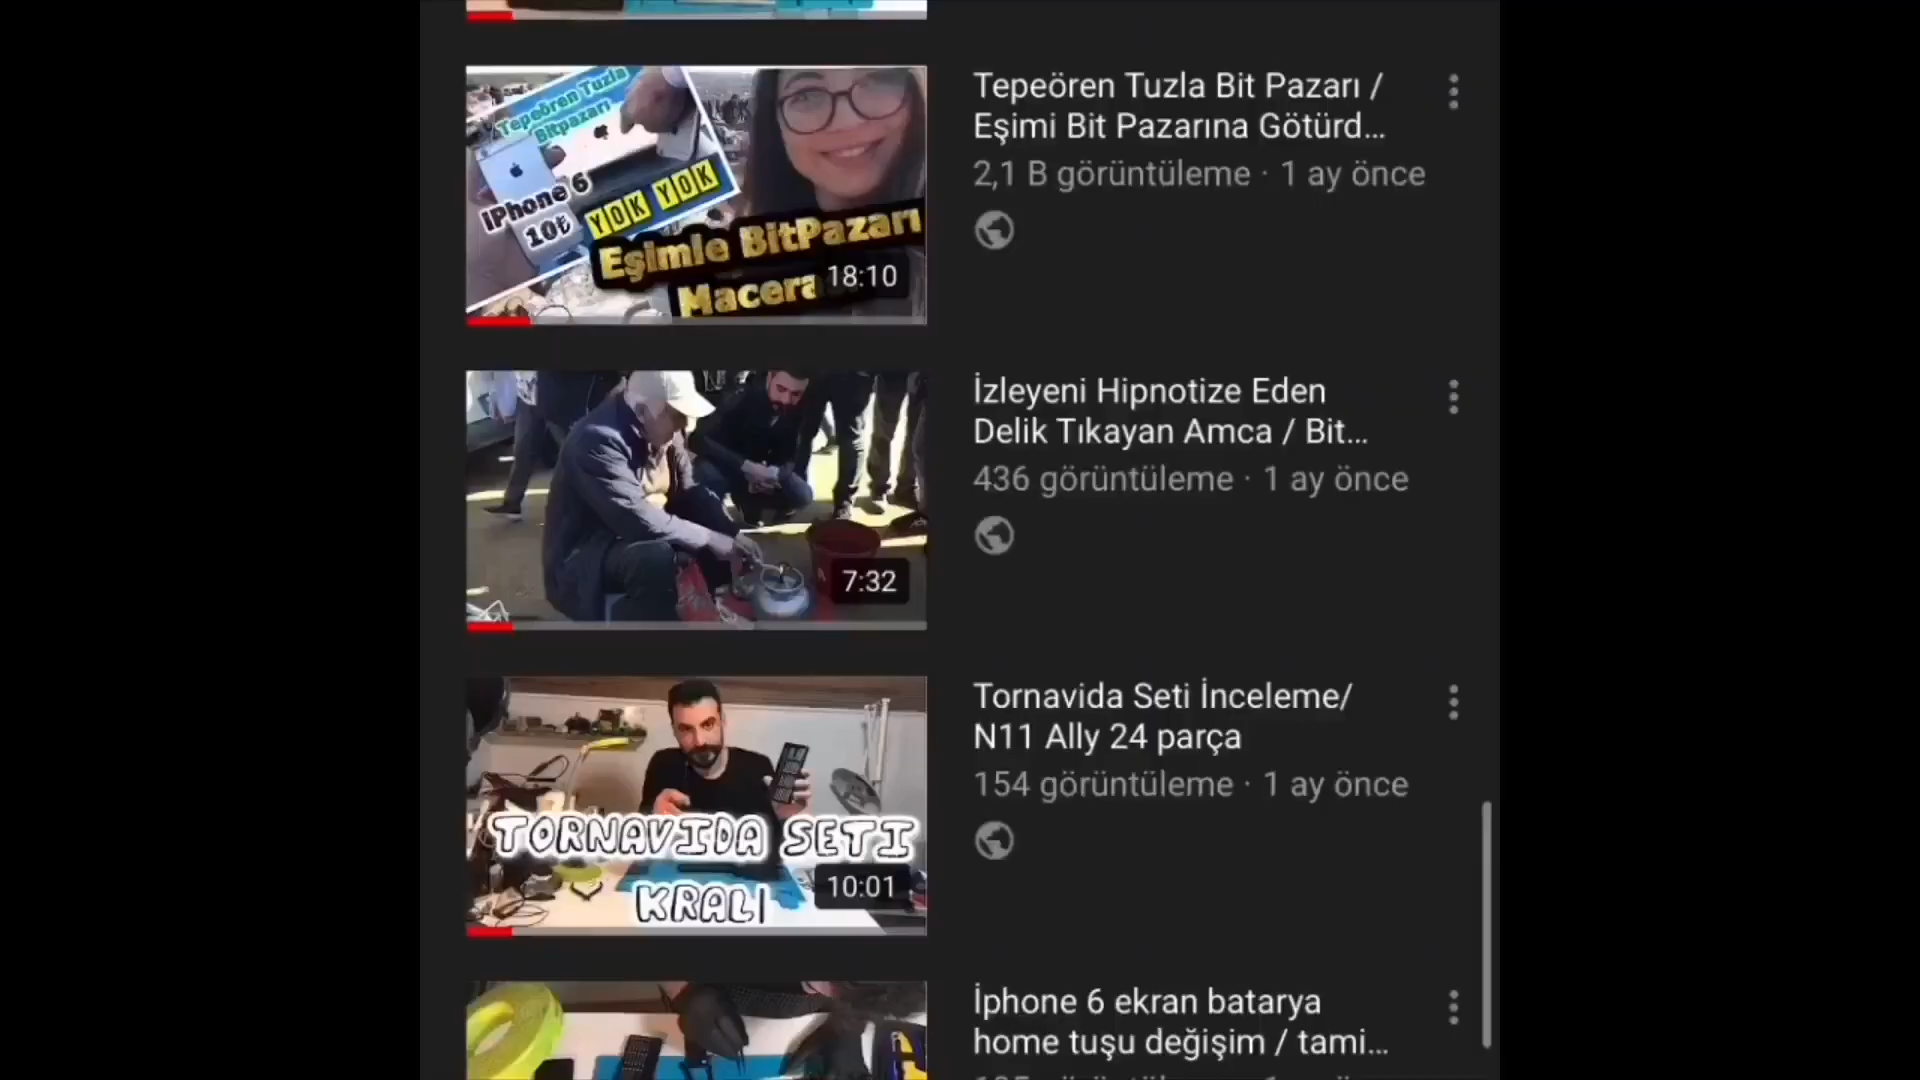 Tepeören Tuzla
Bitpazarı
IPhone 6
10₺
YOK YOK
Eşimle BitPazarı
Macera
18:10
Tepeören Tuzla Bit Pazarı /
Eşimi Bit Pazarına Götürd...
2,1 B görüntüleme · 1 ay önce
7:32
İzleyeni Hipnotize Eden
Delik Tıkayan Amca / Bit...
436 görüntüleme · 1 ay önce
TORNAVIDA SETI
KRALI
10:01
Tornavida Seti İnceleme/
N11 Ally 24 parça
154 görüntüleme · 1 ay önce
İphone 6 ekran batarya
home tuşu değişim / tami...